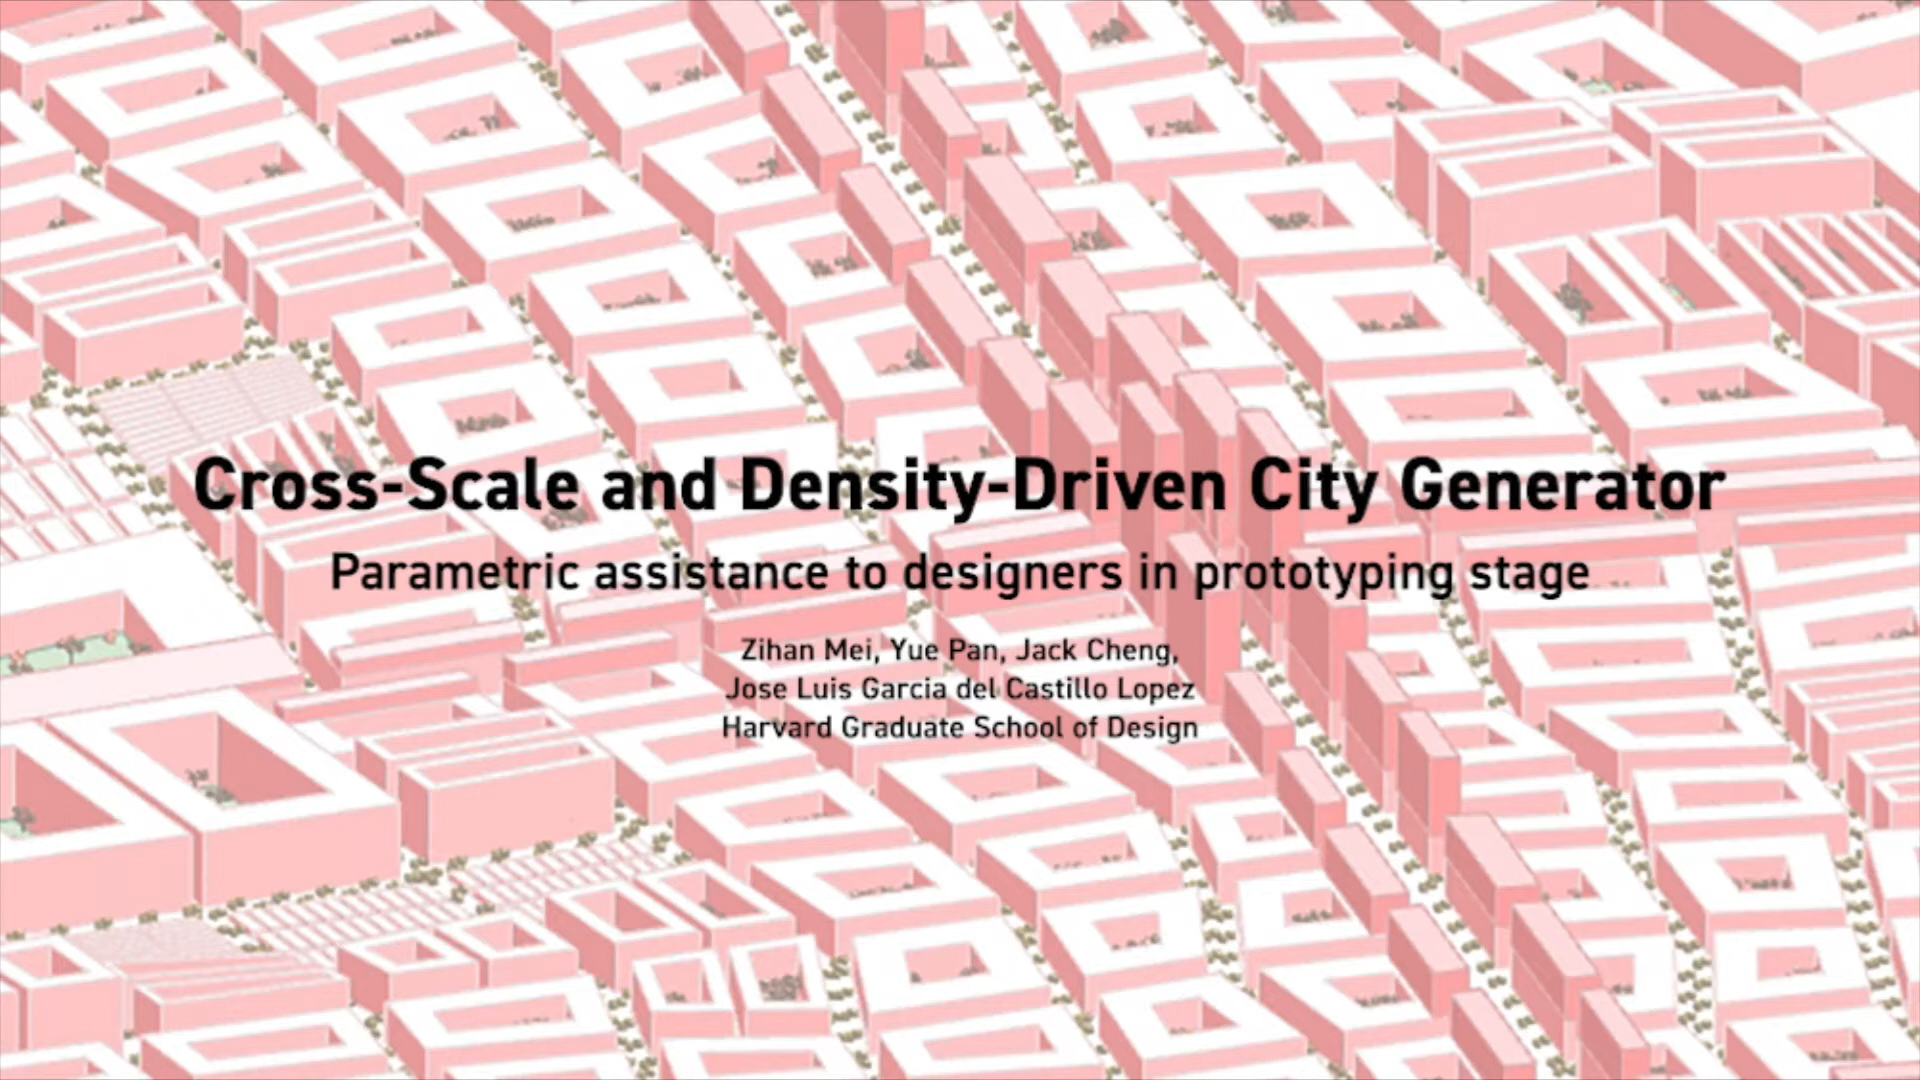 Cross-Scale and Density-Driven City Generator
Parametric assistance to designers in prototyping stage
Zihan Mei, Yue Pan, Jack Cheng,
Jose Luis Garcia del Castillo Lopez
Harvard Graduate School of Design